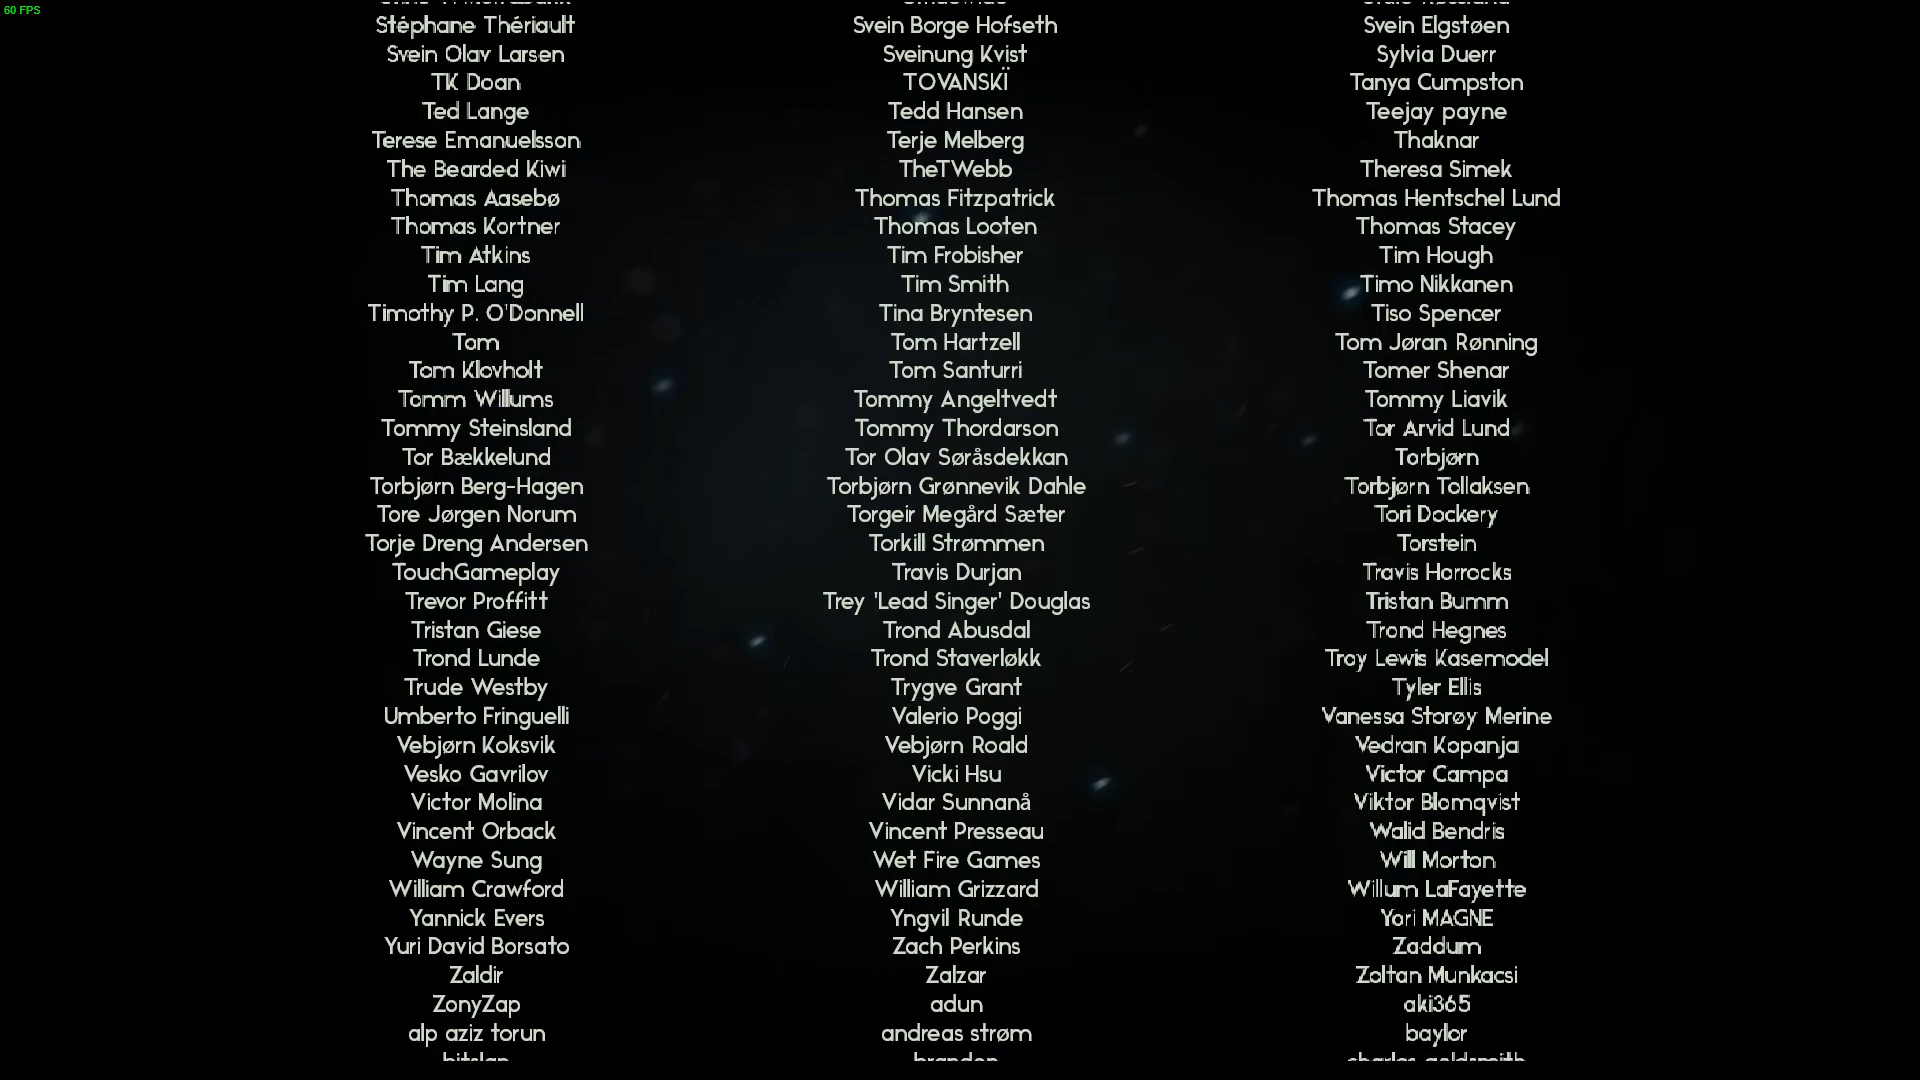 60 FPS
Stéphane Thériault
Svein Borge Hofseth
Svein Elgstøen
Svein Olav Larsen
Sveinung Kvist
Sylvia Duerr
TK Doan
TOVANSKÏ
Tanya Cumpston
Ted Lange
Tedd Hansen
Teejay payne
Terese Emanuelsson
Terje Melberg
Thaknar
The Bearded Kiwi
TheTWebb
Theresa Simek
Thomas Aasebø
Thomas Fitzpatrick
Thomas Hentschel Lund
Thomas Kortner
Thomas Looten
Thomas Stacey
Tim Atkins
Tim Frobisher
Tim Hough
Tim Lang
Tim Smith
Timo Nikkanen
Timothy P. O'Donnell
Tina Bryntesen
Tiso Spencer
Tom
Tom Hartzell
Tom Jøran Rønning
Tom Klovholt
Tom Santurri
Tomer Shenar
Tomm Willums
Tommy Angeltvedt
Tommy Liavik
Tommy Steinsland
Tommy Thordarson
Tor Arvid Lund
Tor Bækkelund
Tor Olav Søråsdekkan
Torbjørn
Torbjørn Berg-Hagen
Torbjørn Grønnevik Dahle
Torbjørn Tollaksen
Tore Jørgen Norum
Torgeir Megård Sæter
Tori Dockery
Torje Dreng Andersen
Torkill Strømmen
Torstein
TouchGameplay
Travis Durjan
Travis Horrocks
Trevor Proffitt
Trey 'Lead Singer' Douglas
Tristan Bumm
Tristan Giese
Trond Abusdal
Trond Hegnes
Trond Lunde
Trond Staverløkk
Troy Lewis Kasemodel
Trude Westby
Trygve Grant
Tyler Ellis
Umberto Fringuelli
Valerio Poggi
Vanessa Storøy Merine
Vebjørn Koksvik
Vebjørn Roald
Vedran Kopanja
Vesko Gavrilov
Vicki Hsu
Victor Campa
Victor Molina
Vidar Sunnanå
Viktor Blomqvist
Vincent Orback
Vincent Presseau
Walid Bendris
Wayne Sung
Wet Fire Games
Will Morton
William Crawford
William Grizzard
Willum LaFayette
Yannick Evers
Yngvil Runde
Yori MAGNE
Yuri David Borsato
Zach Perkins
Zaddum
Zaldir
Zalzar
Zoltan Munkacsi
ZonyZap
adun
aki365
alp aziz torun
andreas strøm
baylor